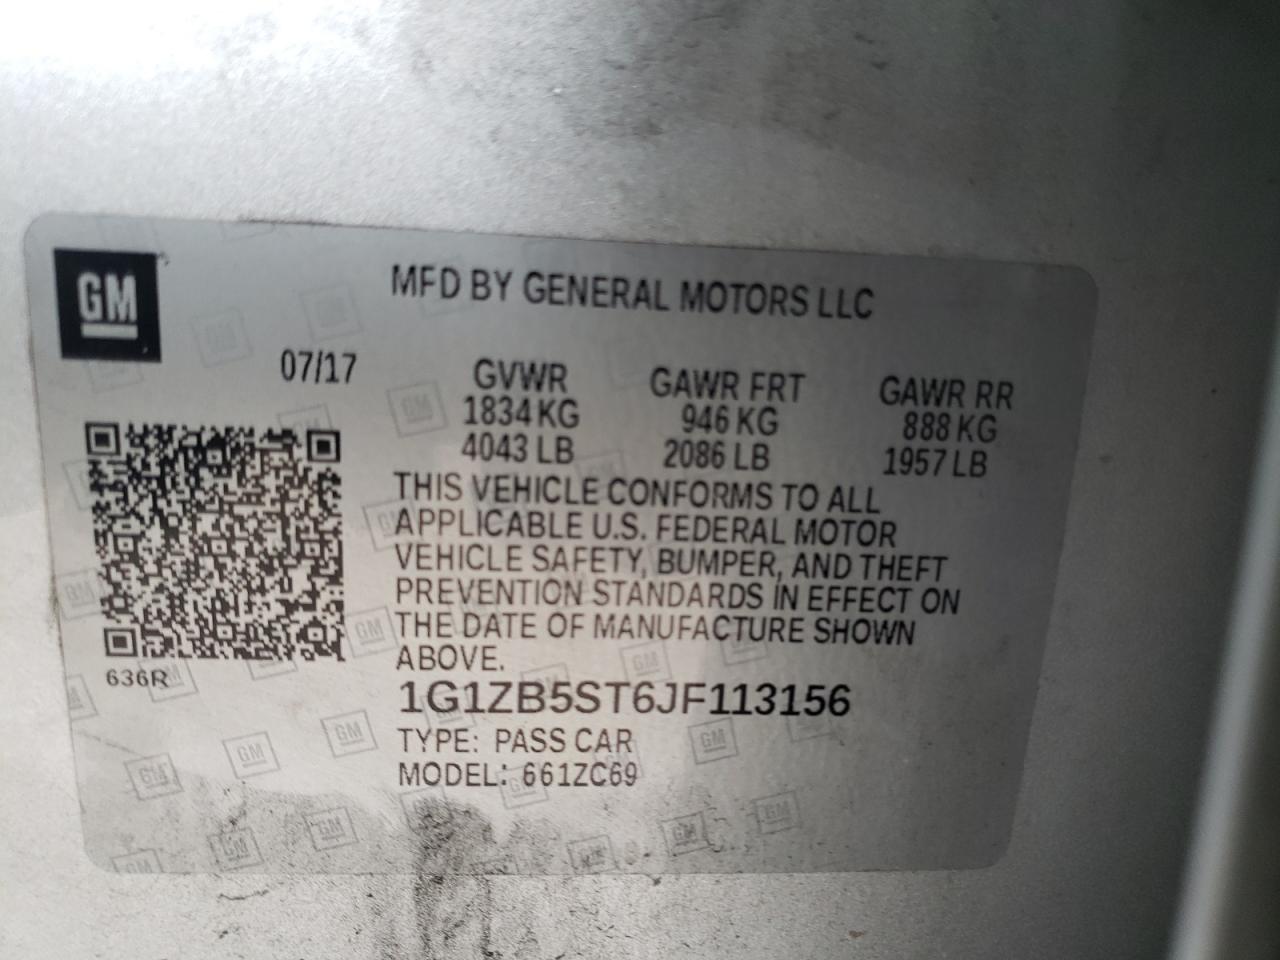 GM
MFD BY GENERAL MOTORS LLC
07/17
GVWR GAWR FRT GAWR RR
1834 KG 946 KG 888 KG
4043 LB 2086 LB 1957 LB
THIS VEHICLE CONFORMS TO ALL
APPLICABLE U.S. FEDERAL MOTOR
VEHICLE SAFETY, BUMPER, AND THEFT
PREVENTION STANDARDS IN EFFECT ON
THE DATE OF MANUFACTURE SHOWN
ABOVE.
636R
1G1ZB5ST6JF113156
TYPE: PASS CAR
MODEL: 661ZC69